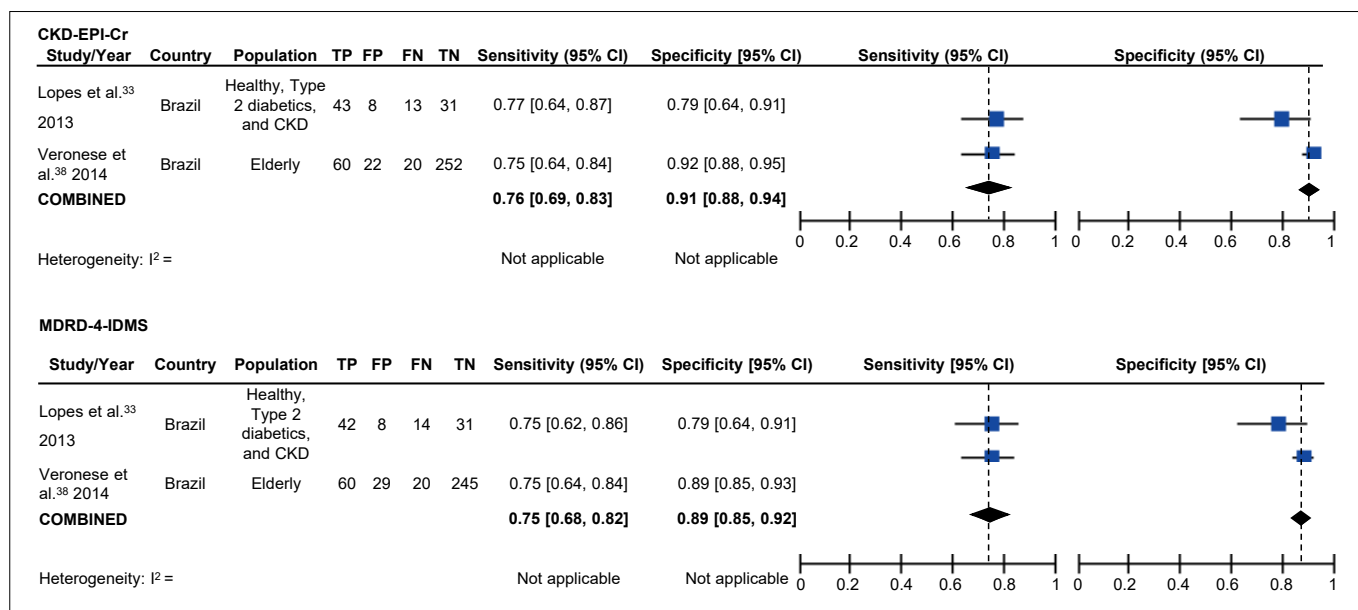 CKD-EPI-Cr
Study/Year Country Population TP FP FN TN Sensitivity (95% CI) Specificity [95% CI) Sensitivity (95% CI) Specificity (95% CI)
Lopes et al.33 2013 Brazil Healthy, Type 2 diabetics, and CKD 43 8 13 31 0.77 [0.64, 0.87] 0.79 [0.64, 0.91]
Veronese et al.38 2014 Brazil Elderly 60 22 20 252 0.75 [0.64, 0.84] 0.92 [0.88, 0.95]
COMBINED 0.76 [0.69, 0.83] 0.91 [0.88, 0.94]
0 0.2 0.4 0.6 0.8 1 0 0.2 0.4 0.6 0.8 1
Heterogeneity: I2 = Not applicable Not applicable
MDRD-4-IDMS
Study/Year Country Population TP FP FN TN Sensitivity (95% CI) Specificity [95% CI) Sensitivity [95% CI) Specificity [95% CI)
Lopes et al.33 2013 Brazil Healthy, Type 2 diabetics, and CKD 42 8 14 31 0.75 [0.62, 0.86] 0.79 [0.64, 0.91]
Veronese et al.38 2014 Brazil Elderly 60 29 20 245 0.75 [0.64, 0.84] 0.89 [0.85, 0.93]
COMBINED 0.75 [0.68, 0.82] 0.89 [0.85, 0.92]
0 0.2 0.4 0.6 0.8 1 0 0.2 0.4 0.6 0.8 1
Heterogeneity: I2 = Not applicable Not applicable